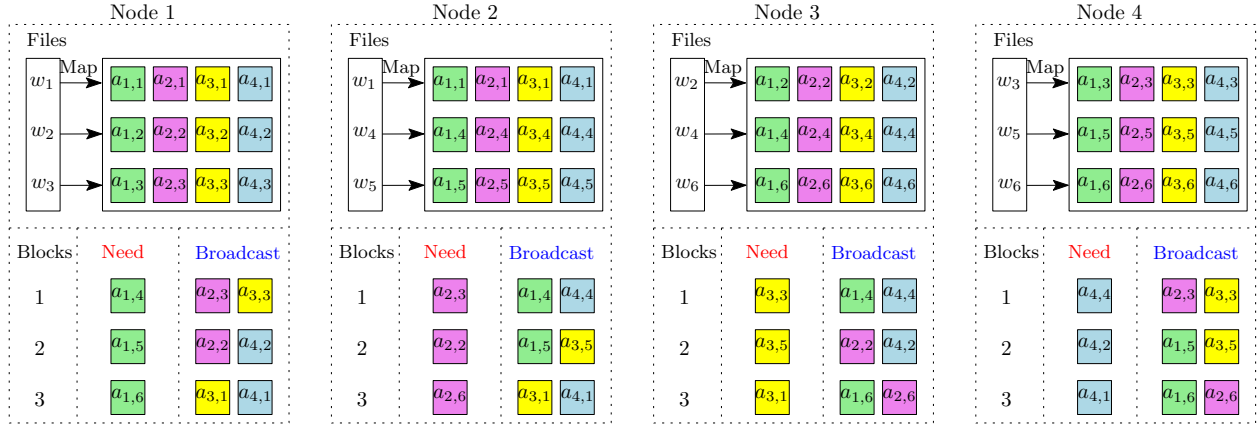 Node 1
Files
Map
w1 a1,1 a2,1 a3,1 a4,1
w2 a1,2 a2,2 a3,2 a4,2
w3 a1,3 a2,3 a3,3 a4,3
Blocks Need Broadcast
1 a1,4 a2,3 a3,3
2 a1,5 a2,2 a4,2
3 a1,6 a3,1 a4,1
Node 2
Files
Map
w1 a1,1 a2,1 a3,1 a4,1
w4 a1,4 a2,4 a3,4 a4,4
w5 a1,5 a2,5 a3,5 a4,5
Blocks Need Broadcast
1 a2,3 a1,4 a4,4
2 a2,2 a1,5 a3,5
3 a2,6 a3,1 a4,1
Node 3
Files
Map
w2 a1,2 a2,2 a3,2 a4,2
w4 a1,4 a2,4 a3,4 a4,4
w6 a1,6 a2,6 a3,6 a4,6
Blocks Need Broadcast
1 a3,3 a1,4 a4,4
2 a3,5 a2,2 a4,2
3 a3,1 a1,6 a2,6
Node 4
Files
Map
w3 a1,3 a2,3 a3,3 a4,3
w5 a1,5 a2,5 a3,5 a4,5
w6 a1,6 a2,6 a3,6 a4,6
Blocks Need Broadcast
1 a4,4 a2,3 a3,3
2 a4,2 a1,5 a3,5
3 a4,1 a1,6 a2,6